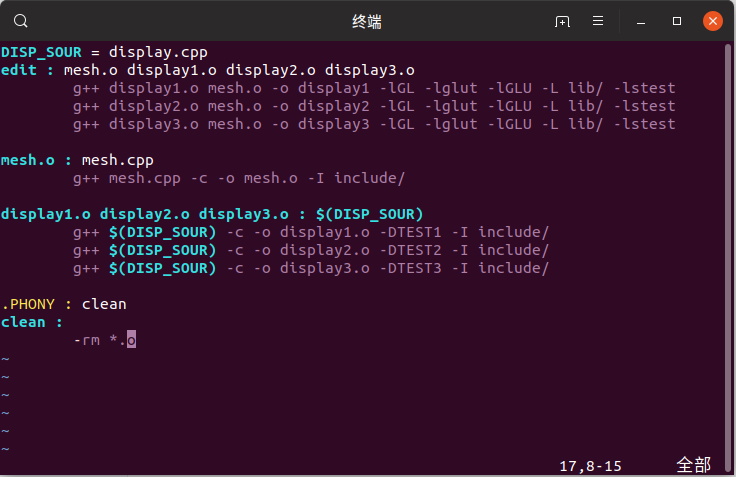 终端
DISP_SOUR = display.cpp
edit : mesh.o display1.o display2.o display3.o
g++ display1.o mesh.o -o display1 -lGL -lglut -lGLU -L lib/ -lstest
g++ display2.o mesh.o -o display2 -lGL -lglut -lGLU -L lib/ -lstest
g++ display3.o mesh.o -o display3 -lGL -lglut -lGLU -L lib/ -lstest
mesh.o : mesh.cpp
g++ mesh.cpp -c -o mesh.o -I include/
display1.o display2.o display3.o : $(DISP_SOUR)
g++ $(DISP_SOUR) -c -o display1.o -DTEST1 -I include/
g++ $(DISP_SOUR) -c -o display2.o -DTEST2 -I include/
g++ $(DISP_SOUR) -c -o display3.o -DTEST3 -I include/
.PHONY : clean
clean :
-rm *.o
~
~
~
~
~
~
17,8-15 全部